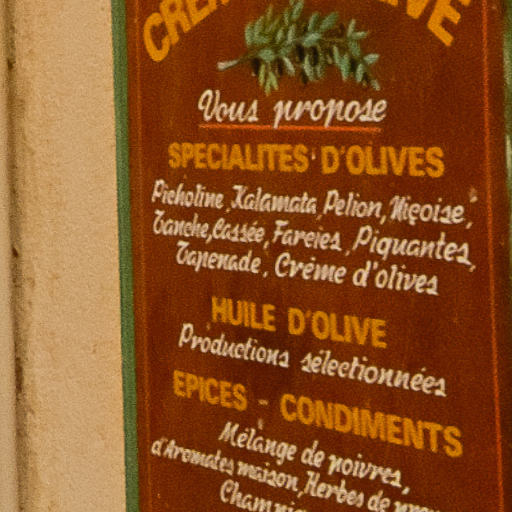 Vous propose
SPECIALITES D'OLIVES
Picholine, Kalamata, Pelion, Niçoise,
Tanche, Cassée, Farcies, Piquantes,
Tapenade, Créme d'olives
HUILE D'OLIVE
Productions sélectionnées
EPICES - CONDIMENTS
Mélange de poivres,
d'Aromates maison, Herbes de